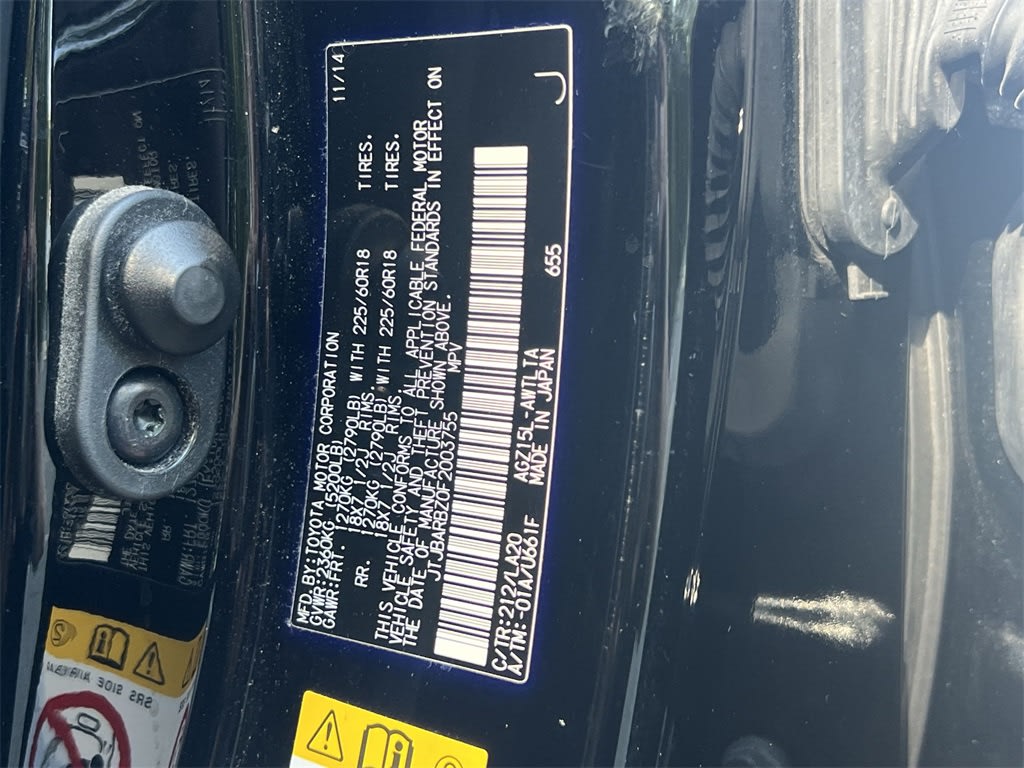 MFD.BY:TOYOTA MOTOR CORPORATION 11/14
GVWR:2360KG (5200LB)
GAWR:FRT. 1270KG (2790LB) WITH 225/60R18 TIRES.
18X7 1/2J RIMS,
RR. 1270KG (2790LB) WITH 225/60R18 TIRES.
18X7 1/2J RIMS,
THIS VEHICLE CONFORMS TO ALL APPLICABLE FEDERAL MOTOR
VEHICLE SAFETY AND THEFT PREVENTION STANDARDS IN EFFECT ON
THE DATE OF MANUFACTURE SHOWN ABOVE.
JTJBARBZ0F2003755 MPV
C/TR:212/LA20 AGZ15L-AWTLTA 655
A/TM:-01A/U661F MADE IN JAPAN J
SRS SIDE AIRBAG